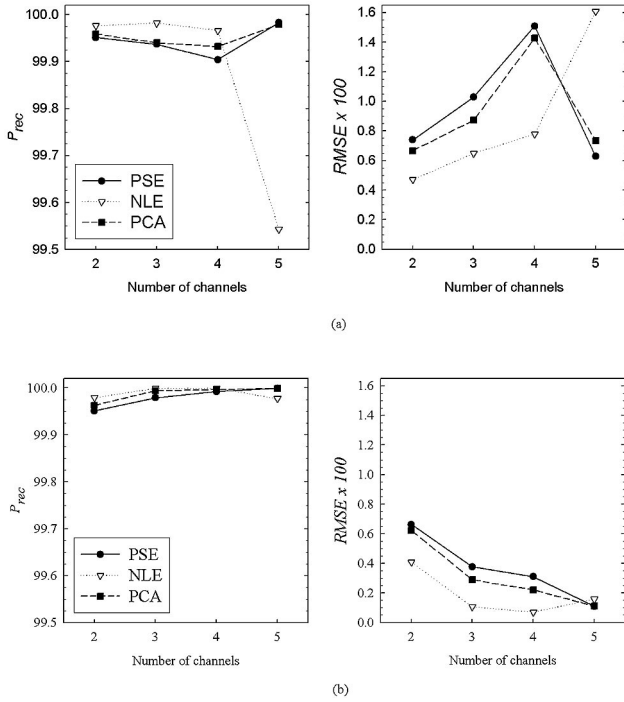 100.0
99.9
99.8
99.7
99.6
99.5
P_rec
PSE
NLE
PCA
2 3 4 5
Number of channels
1.6
1.4
1.2
1.0
0.8
0.6
0.4
0.2
0.0
RMSE x 100
2 3 4 5
Number of channels
(a)
100.0
99.9
99.8
99.7
99.6
99.5
P_rec
PSE
NLE
PCA
2 3 4 5
Number of channels
1.6
1.4
1.2
1.0
0.8
0.6
0.4
0.2
0.0
RMSE x 100
2 3 4 5
Number of channels
(b)